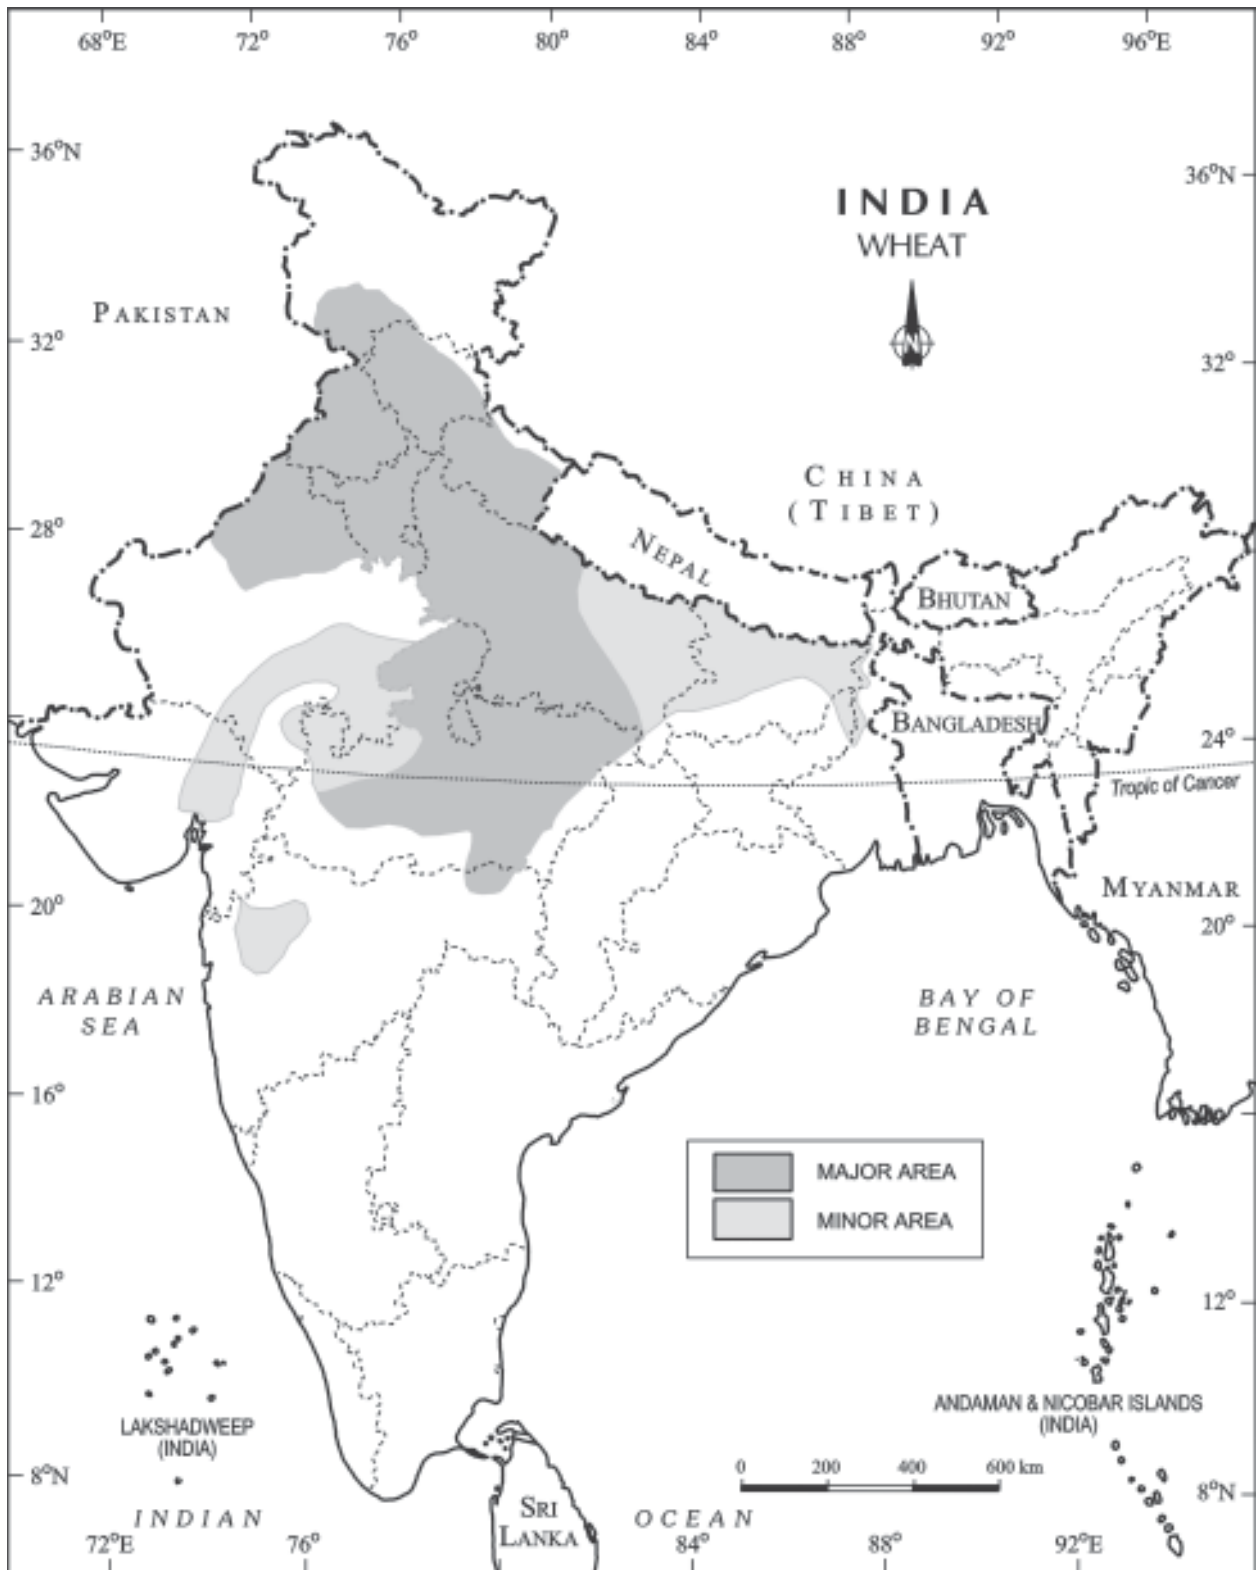 68°E 72° 76° 80° 84° 88° 92° 96°E
36°N
36°N
INDIA
WHEAT
N
PAKISTAN
32°
32°
CHINA
(TIBET)
28°
28°
NEPAL
BHUTAN
BANGLADESH
24°
24°
Tropic of Cancer
MYANMAR
20°
20°
ARABIAN
SEA
BAY OF
BENGAL
16°
MAJOR AREA
MINOR AREA
12°
12°
LAKSHADWEEP
(INDIA)
ANDAMAN & NICOBAR ISLANDS
(INDIA)
0 200 400 600 km
8°N
8°N
SRI
LANKA
INDIAN OCEAN
72°E 76° 84° 88° 92°E